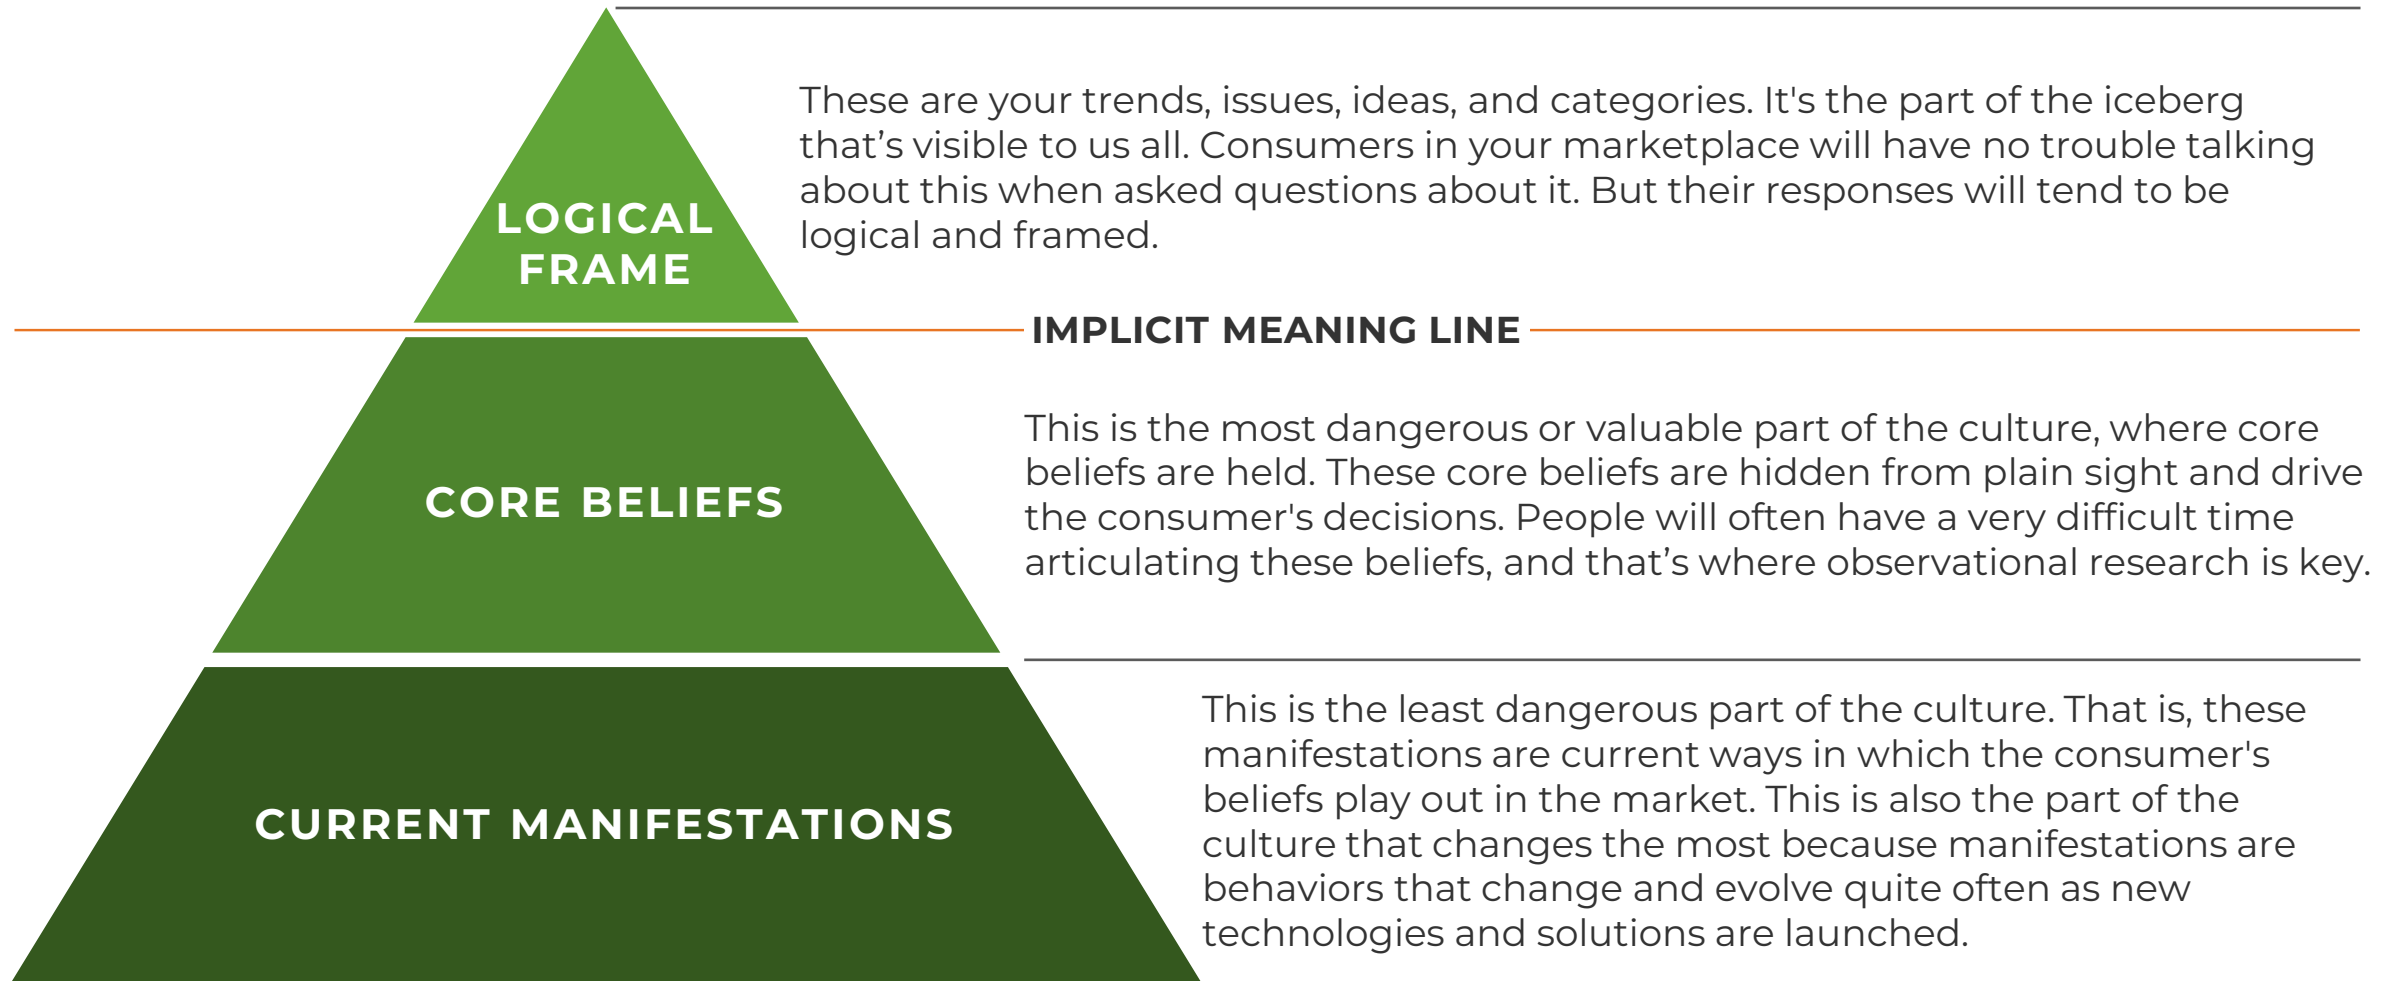 LOGICAL
FRAME
These are your trends, issues, ideas, and categories. It's the part of the iceberg
that’s visible to us all. Consumers in your marketplace will have no trouble talking
about this when asked questions about it. But their responses will tend to be
logical and framed.
IMPLICIT MEANING LINE
CORE BELIEFS
This is the most dangerous or valuable part of the culture, where core
beliefs are held. These core beliefs are hidden from plain sight and drive
the consumer's decisions. People will often have a very difficult time
articulating these beliefs, and that’s where observational research is key.
CURRENT MANIFESTATIONS
This is the least dangerous part of the culture. That is, these
manifestations are current ways in which the consumer's
beliefs play out in the market. This is also the part of the
culture that changes the most because manifestations are
behaviors that change and evolve quite often as new
technologies and solutions are launched.